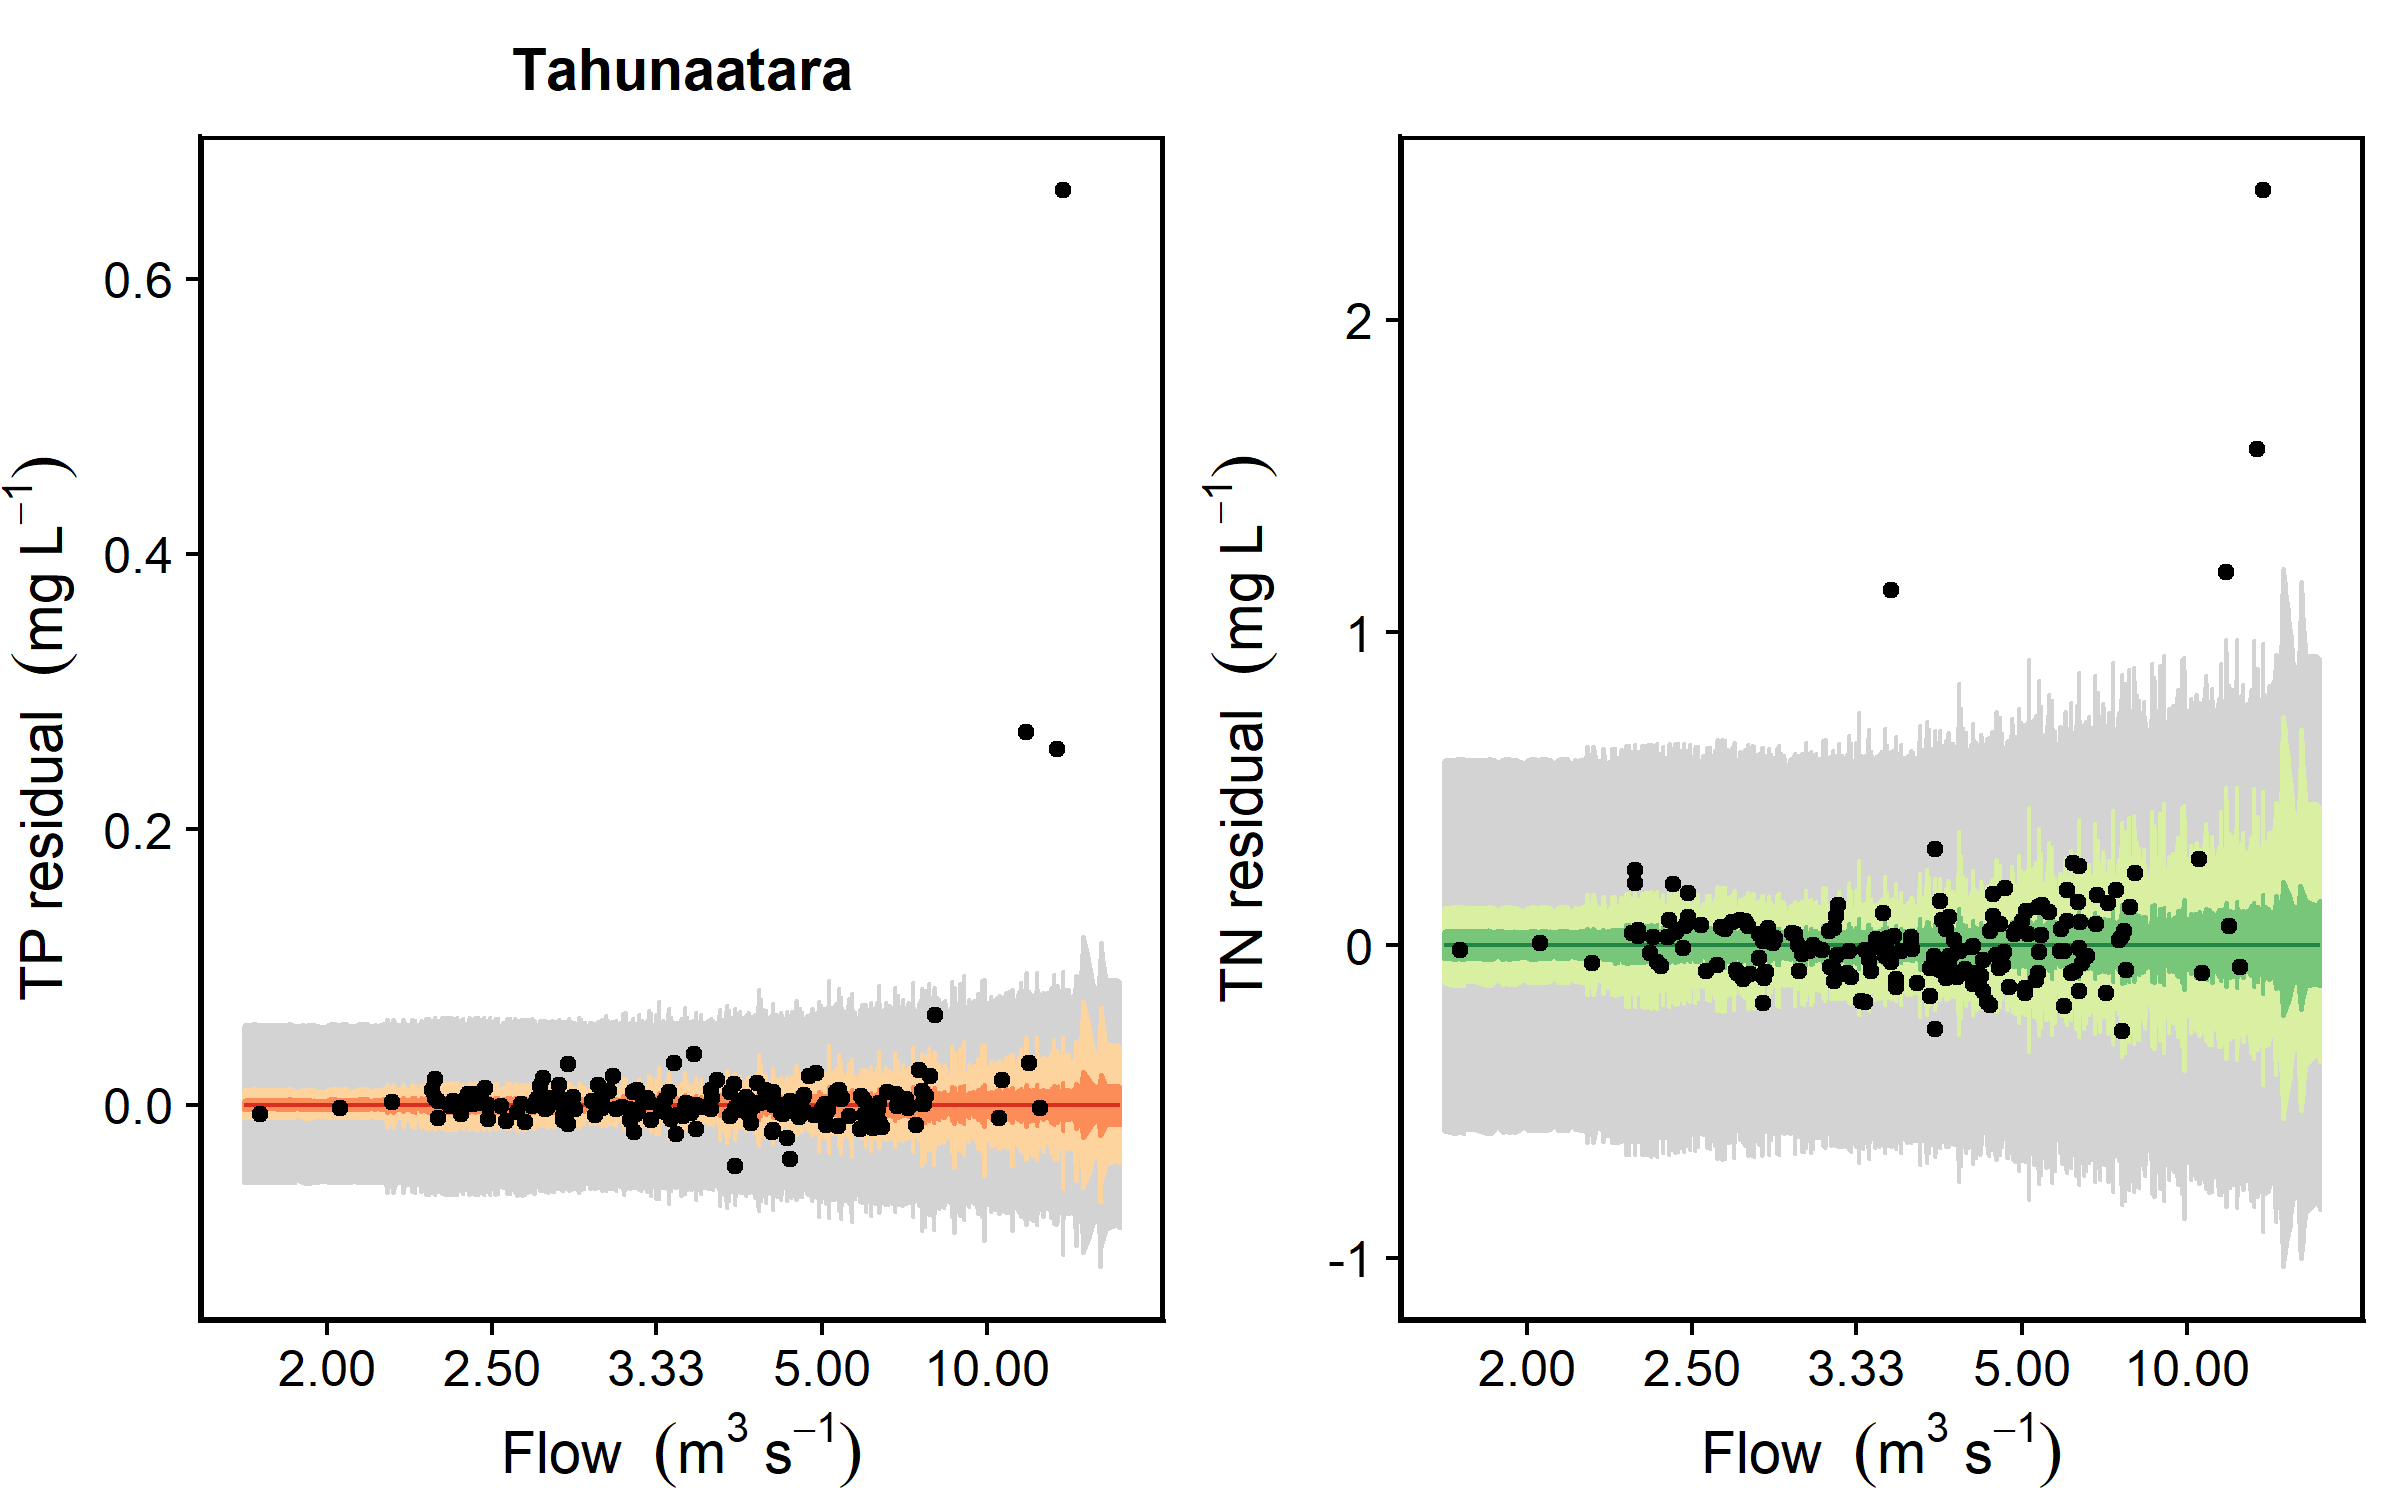 Tahunaatara
TP residual (mg L⁻¹)
0.6
0.4
0.2
0.0
2.00 2.50 3.33 5.00 10.00
Flow (m³ s⁻¹)
TN residual (mg L⁻¹)
2
1
0
-1
2.00 2.50 3.33 5.00 10.00
Flow (m³ s⁻¹)